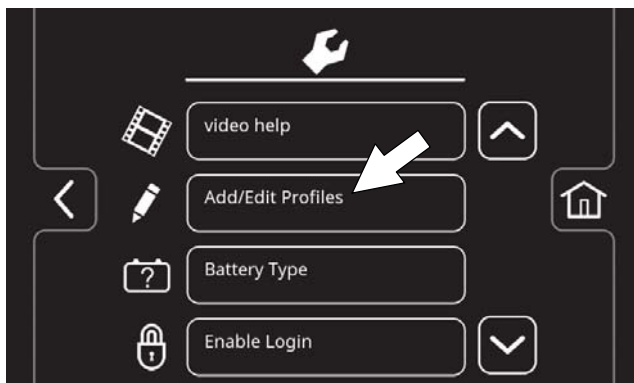 video help
Add/Edit Profiles
?
Battery Type
Enable Login